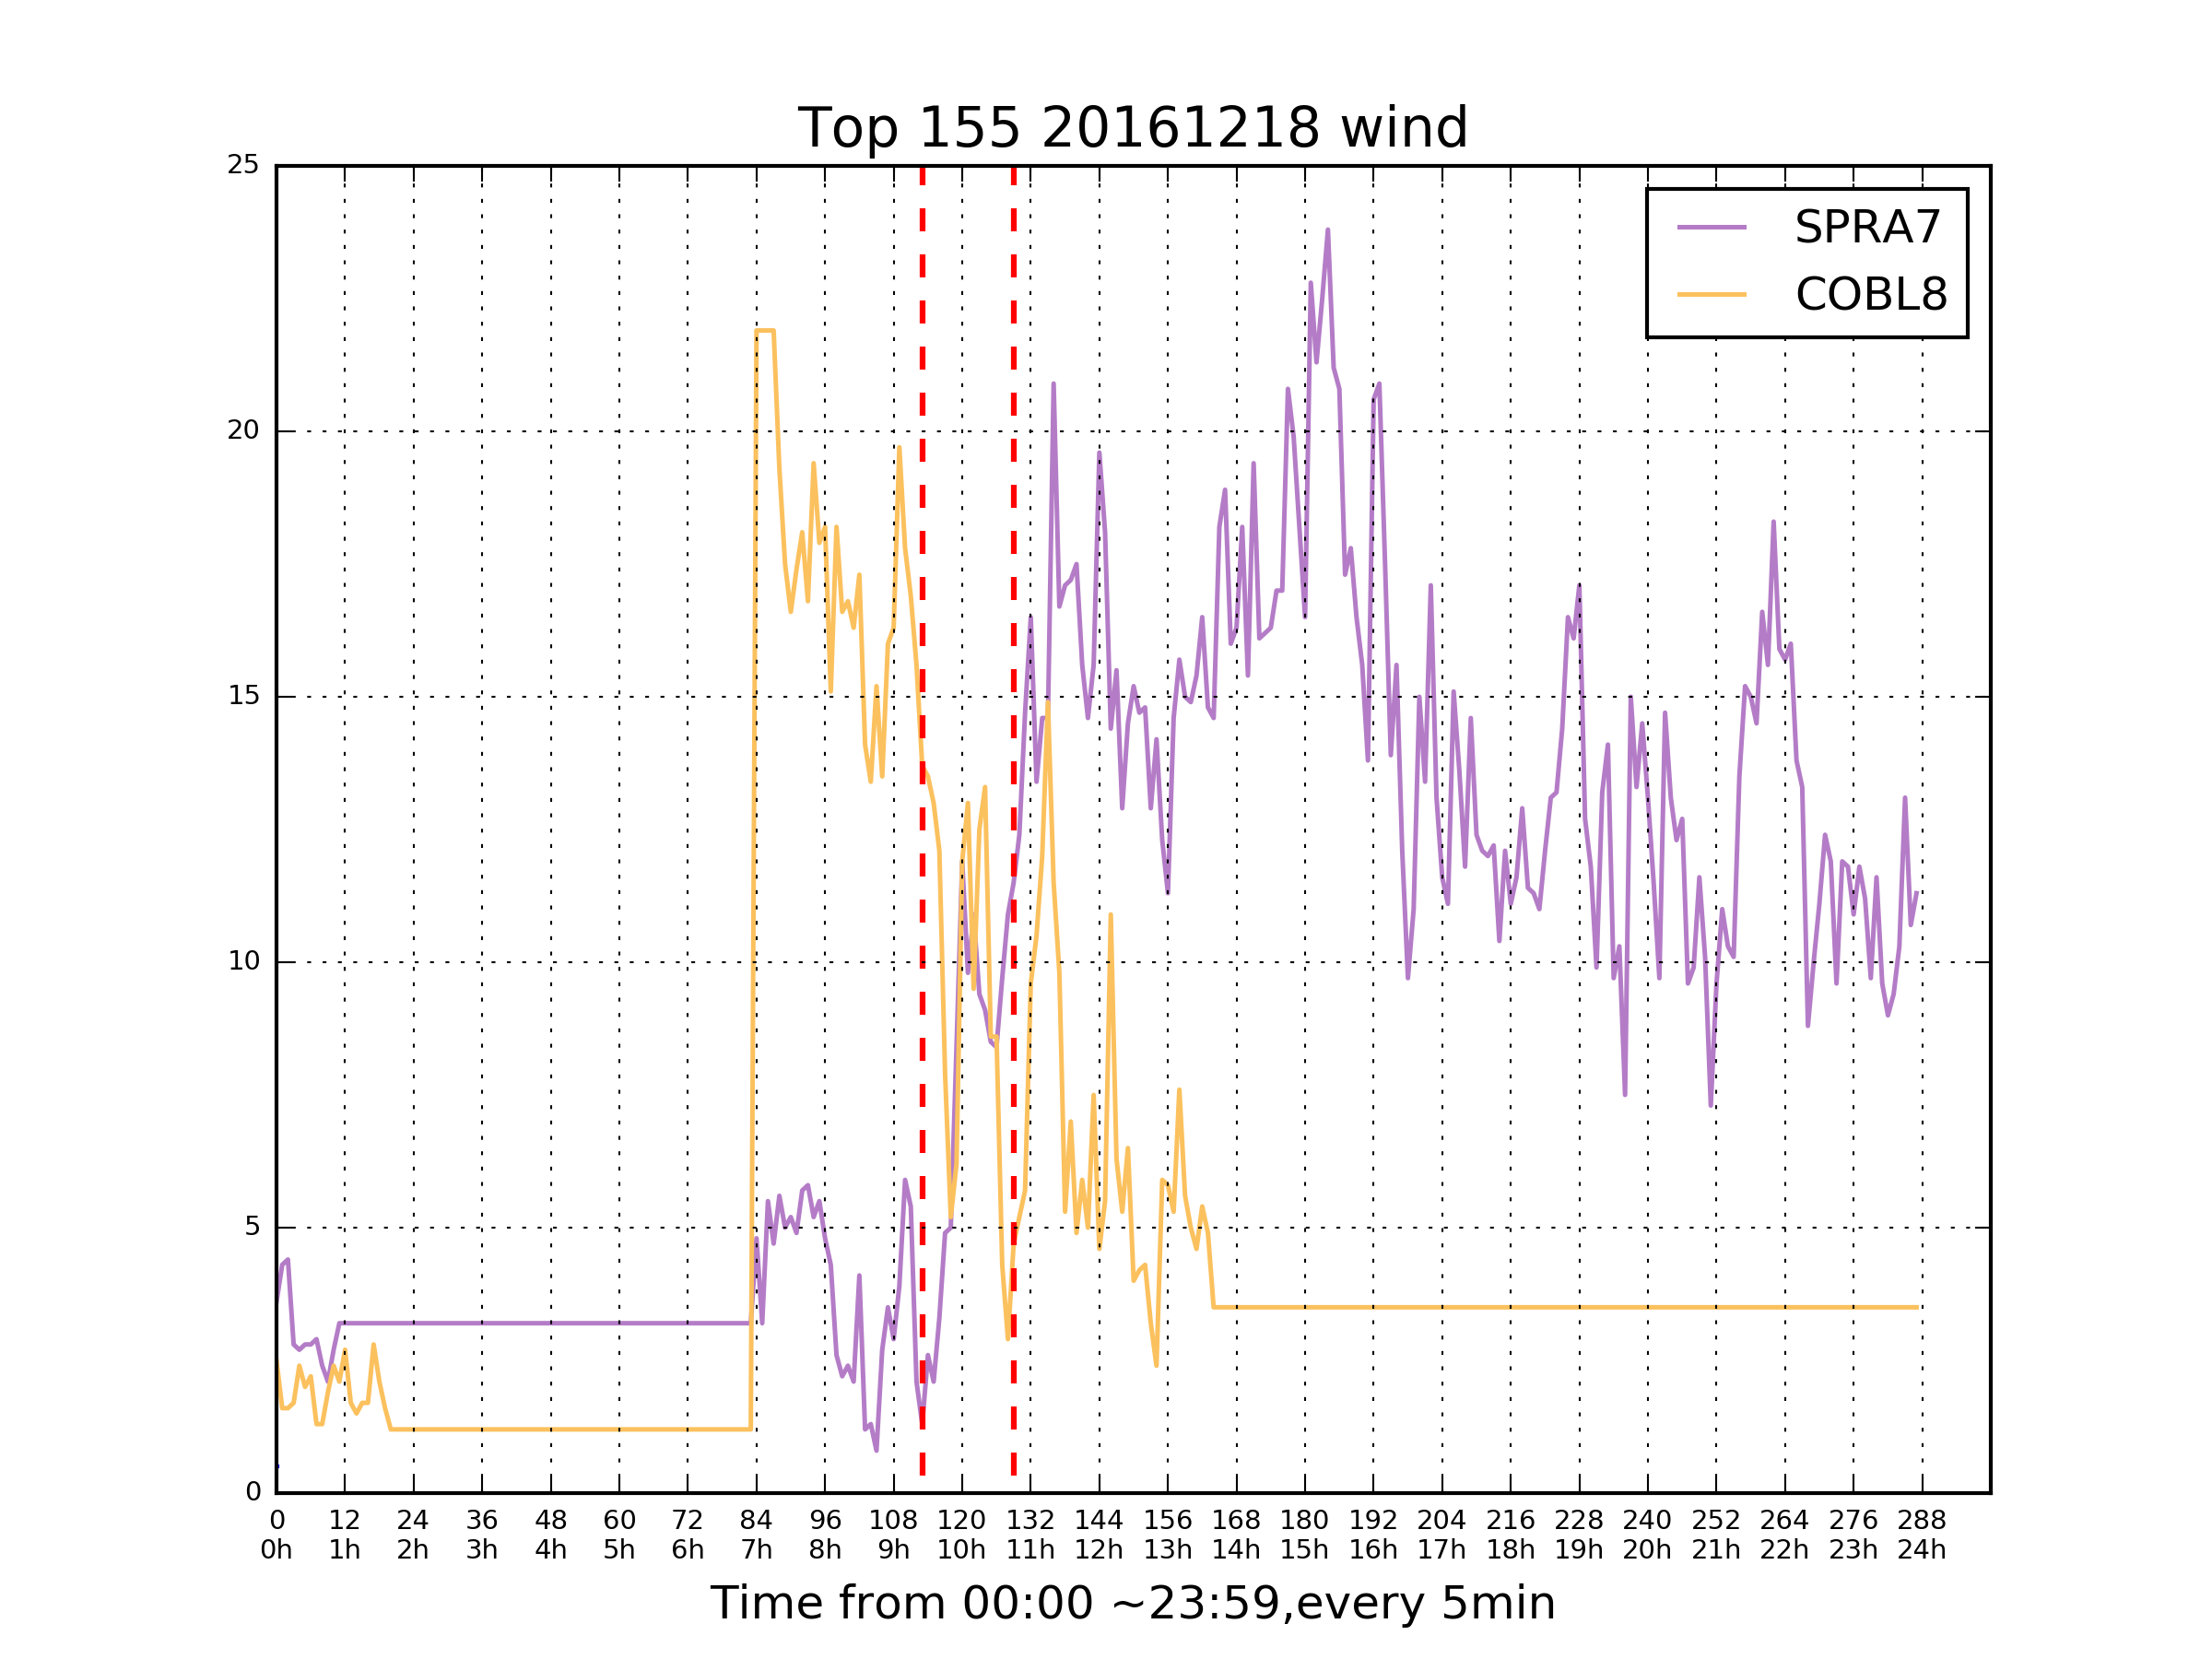 Top 155 20161218 wind
25
20
15
10
5
0
SPRA7
COBL8
0 12 24 36 48 60 72 84 96 108 120 132 144 156 168 180 192 204 216 228 240 252 264 276 288
0h 1h 2h 3h 4h 5h 6h 7h 8h 9h 10h 11h 12h 13h 14h 15h 16h 17h 18h 19h 20h 21h 22h 23h 24h
Time from 00:00 ~23:59,every 5min